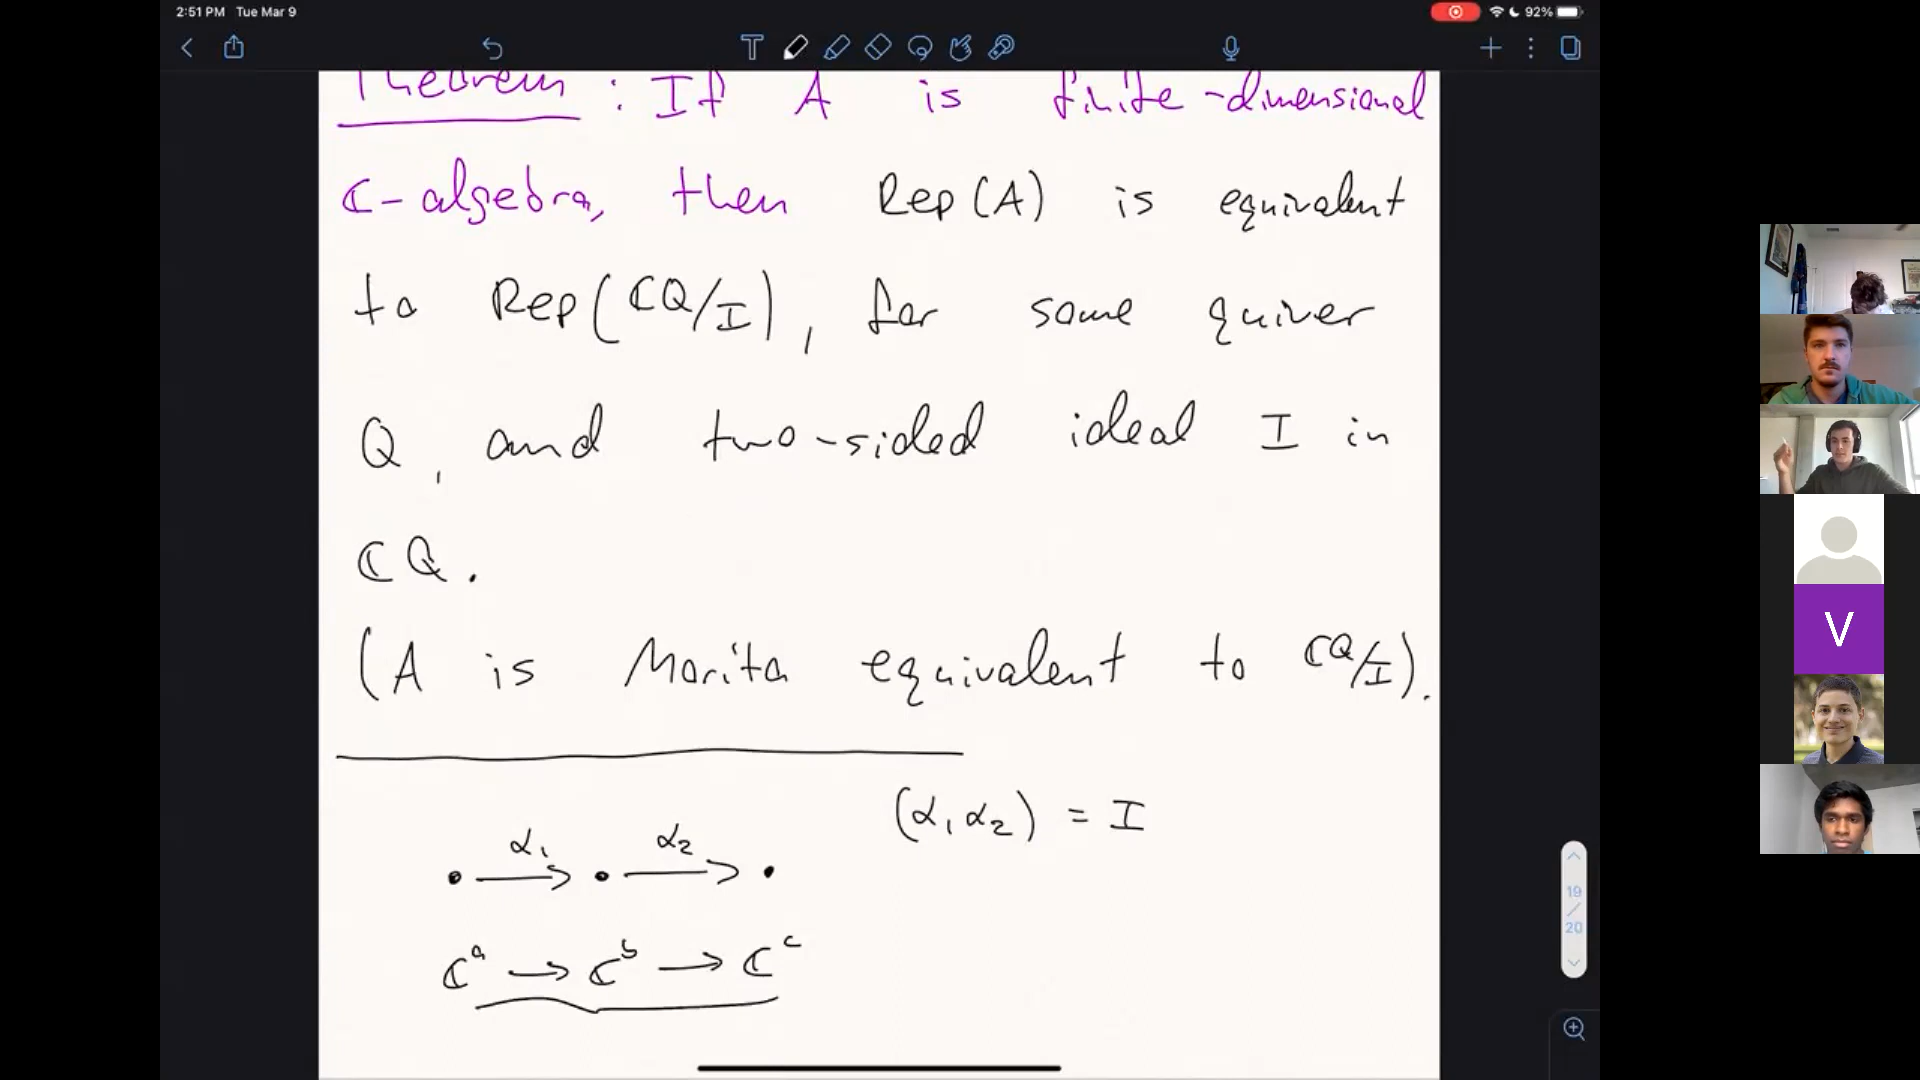 2:51 PM Tue Mar 9
92%
Theorem : If A is finite-dimensional
ℂ-algebra, then Rep(A) is equivalent
to Rep(ℂQ/I), for some quiver
Q, and two-sided ideal I in
ℂQ.
(A is Morita equivalent to ℂQ/I).
(α₁α₂) = I
α₁ α₂
ℂᵃ → ℂᵇ → ℂᶜ
V
19
/
20